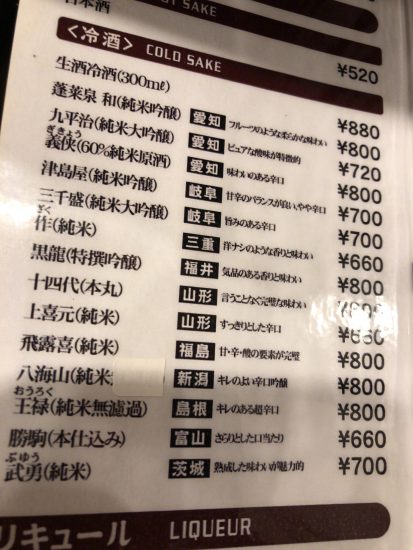 日本酒 HOT SAKE ¥520
<冷酒> COLD SAKE
生酒冷酒(300mℓ) ¥880
蓬莱泉 和(純米吟醸) 愛知 フルーツのような柔らかな味わい ¥800
九平治(純米大吟醸) ピュアな酸味が特徴的 ¥720
ぎきょう
義侠(60%純米原酒) 愛知 味わいのある辛口 ¥800
津島屋(純米吟醸) 岐阜 甘辛のバランスが良い、やや辛口 ¥700
三千盛(純米大吟醸) 岐阜 旨みのある辛口 ¥700
作(純米) 三重 洋ナシのような香りと味わい ¥660
黒龍(特撰吟醸) 福井 気品のある香りと味わい ¥800
十四代(本丸) 山形 言うことなく完璧な味わい
上喜元(純米) 山形 すっきりとした辛口
飛露喜(純米) 福島 甘・辛・酸の要素が完璧 ¥800
八海山(純米 新潟 キレのよい辛口吟醸 ¥800
おうろく
王禄(純米無濾過) 島根 キレのある超辛口 ¥800
勝駒(本仕込み) 富山 さらりとした口当たり ¥660
ぶゆう
武勇(純米) 茨城 熟成した味わいが魅力的 ¥700
リキュール LIQUEUR